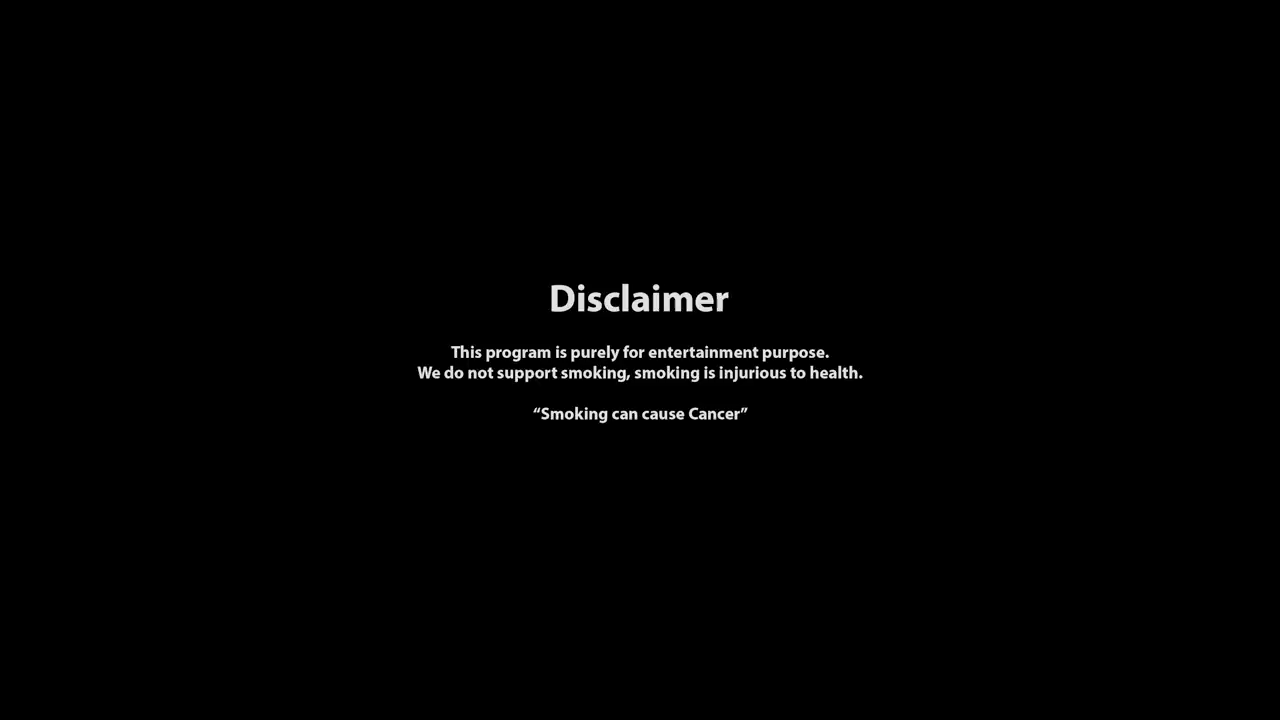 Disclaimer
This program is purely for entertainment purpose.
We do not support smoking, smoking is injurious to health.
“Smoking can cause Cancer”